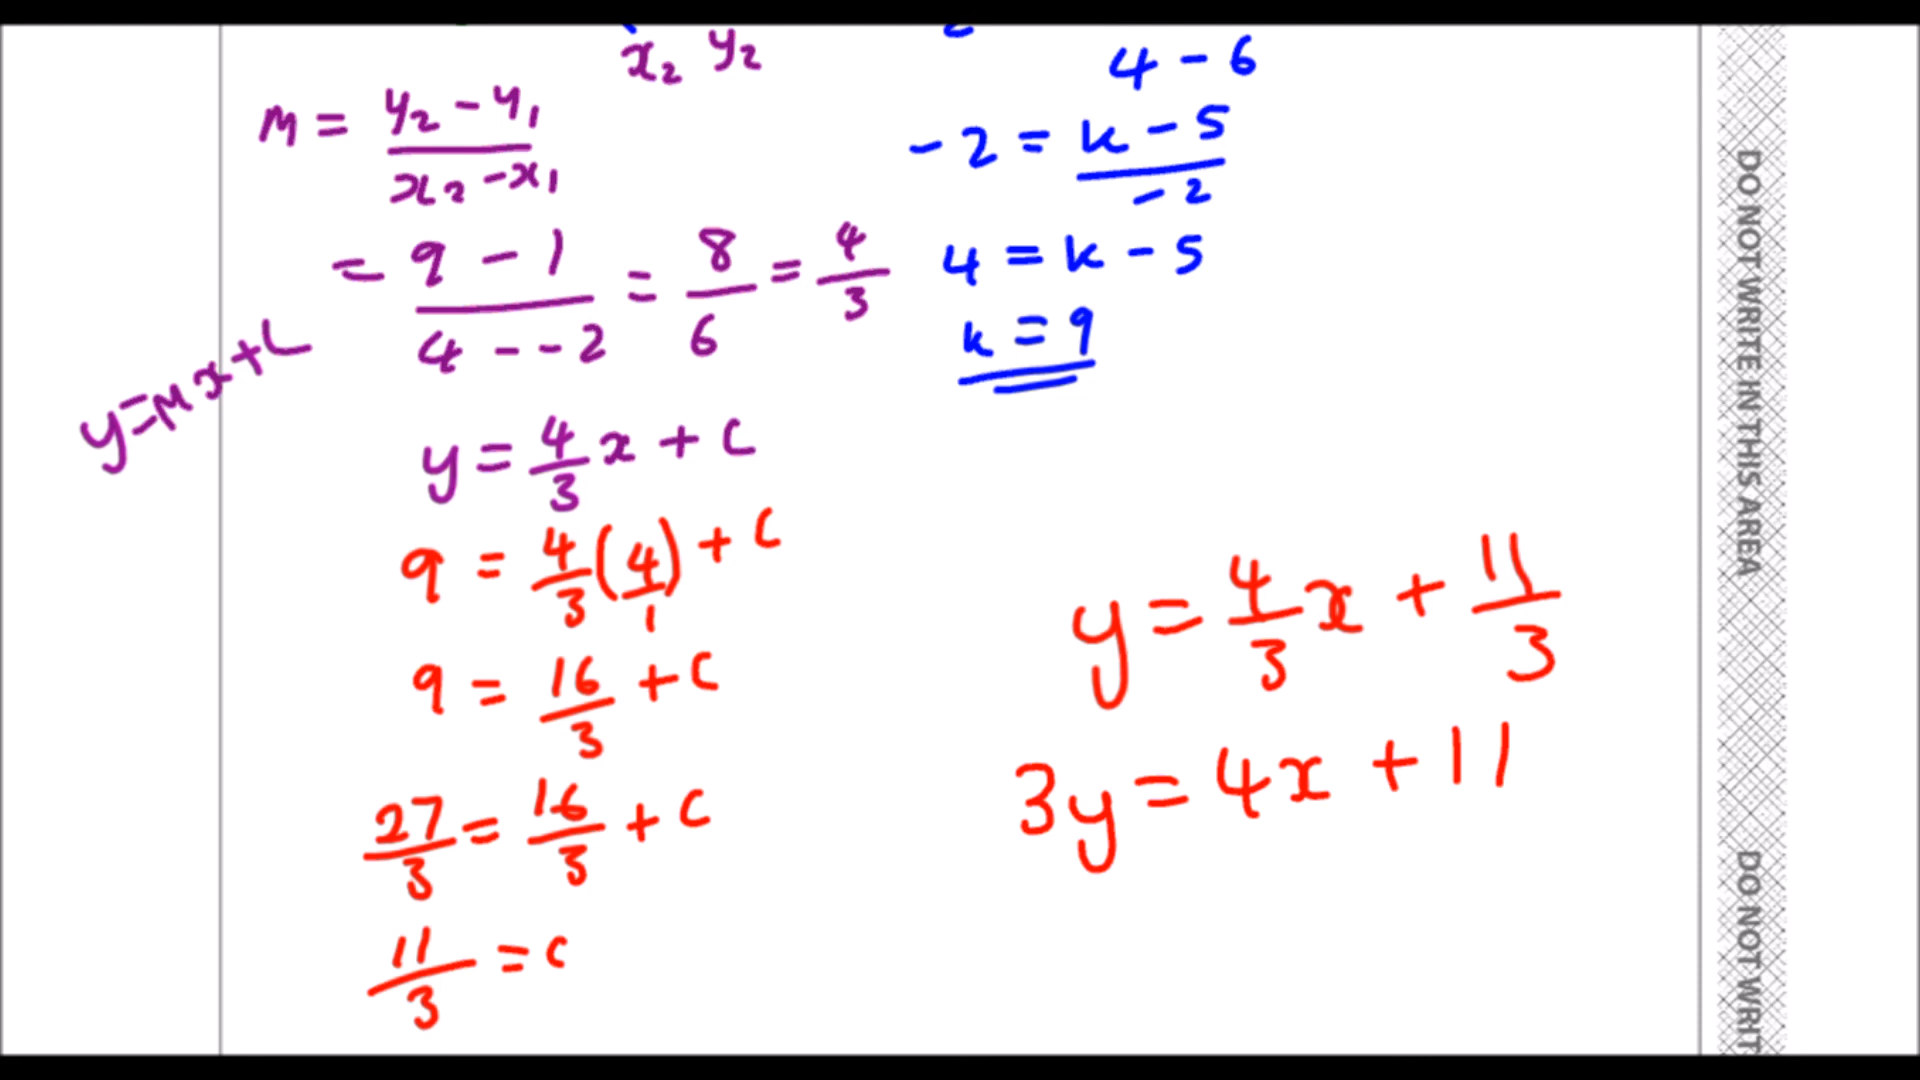 x₂ y₂
m = (y₂ - y₁)/(x₂ - x₁)
= (9 - 1)/(4 - -2) = 8/6 = 4/3
y = mx + c
y = 4/3 x + c
9 = 4/3 (4/1) + c
9 = 16/3 + c
27/3 = 16/3 + c
11/3 = c
4 - 6
-2 = (k - 5)/-2
4 = k - 5
k = 9
y = 4/3 x + 11/3
3y = 4x + 11
DO NOT WRITE IN THIS AREA
DO NOT WRIT